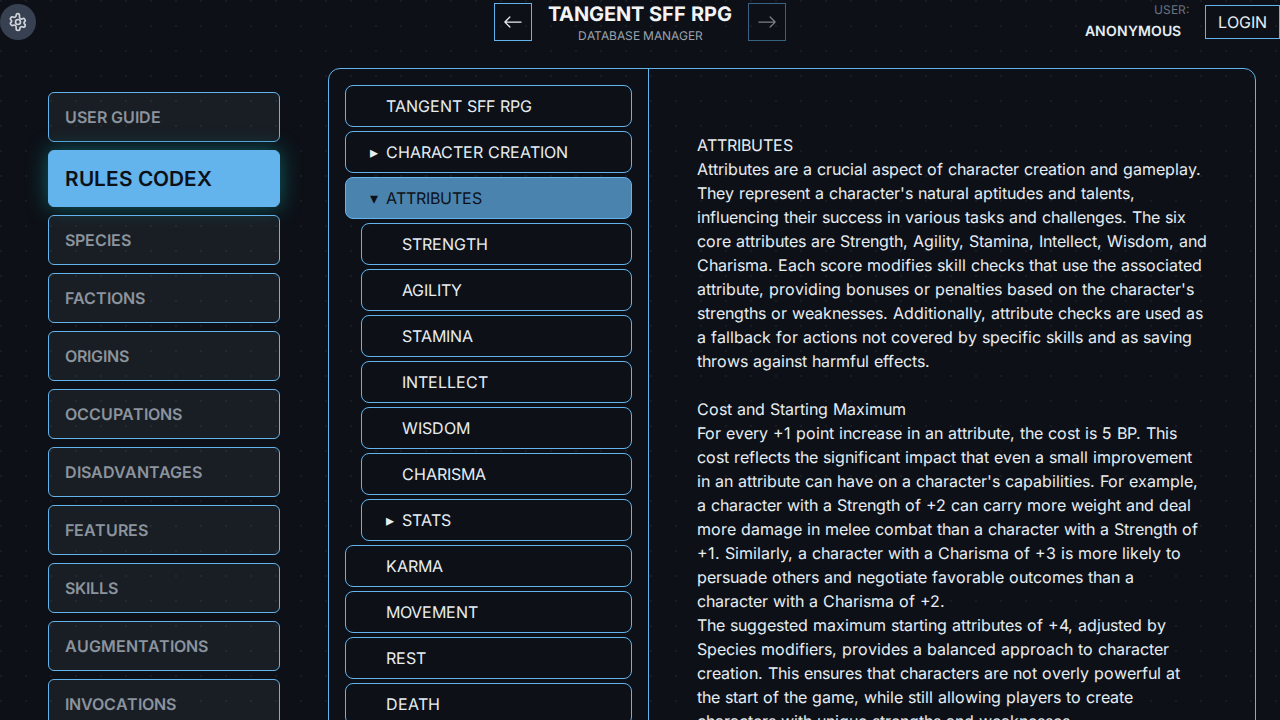 TANGENT SFF RPG
DATABASE MANAGER
USER:
ANONYMOUS
LOGIN
USER GUIDE
RULES CODEX
SPECIES
FACTIONS
ORIGINS
OCCUPATIONS
DISADVANTAGES
FEATURES
SKILLS
AUGMENTATIONS
INVOCATIONS
TANGENT SFF RPG
▸ CHARACTER CREATION
▾ ATTRIBUTES
STRENGTH
AGILITY
STAMINA
INTELLECT
WISDOM
CHARISMA
▸ STATS
KARMA
MOVEMENT
REST
DEATH
ATTRIBUTES
Attributes are a crucial aspect of character creation and gameplay.
They represent a character's natural aptitudes and talents,
influencing their success in various tasks and challenges. The six
core attributes are Strength, Agility, Stamina, Intellect, Wisdom, and
Charisma. Each score modifies skill checks that use the associated
attribute, providing bonuses or penalties based on the character's
strengths or weaknesses. Additionally, attribute checks are used as
a fallback for actions not covered by specific skills and as saving
throws against harmful effects.
Cost and Starting Maximum
For every +1 point increase in an attribute, the cost is 5 BP. This
cost reflects the significant impact that even a small improvement
in an attribute can have on a character's capabilities. For example,
a character with a Strength of +2 can carry more weight and deal
more damage in melee combat than a character with a Strength of
+1. Similarly, a character with a Charisma of +3 is more likely to
persuade others and negotiate favorable outcomes than a
character with a Charisma of +2.
The suggested maximum starting attributes of +4, adjusted by
Species modifiers, provides a balanced approach to character
creation. This ensures that characters are not overly powerful at
the start of the game, while still allowing players to create
characters with unique strengths and weaknesses.